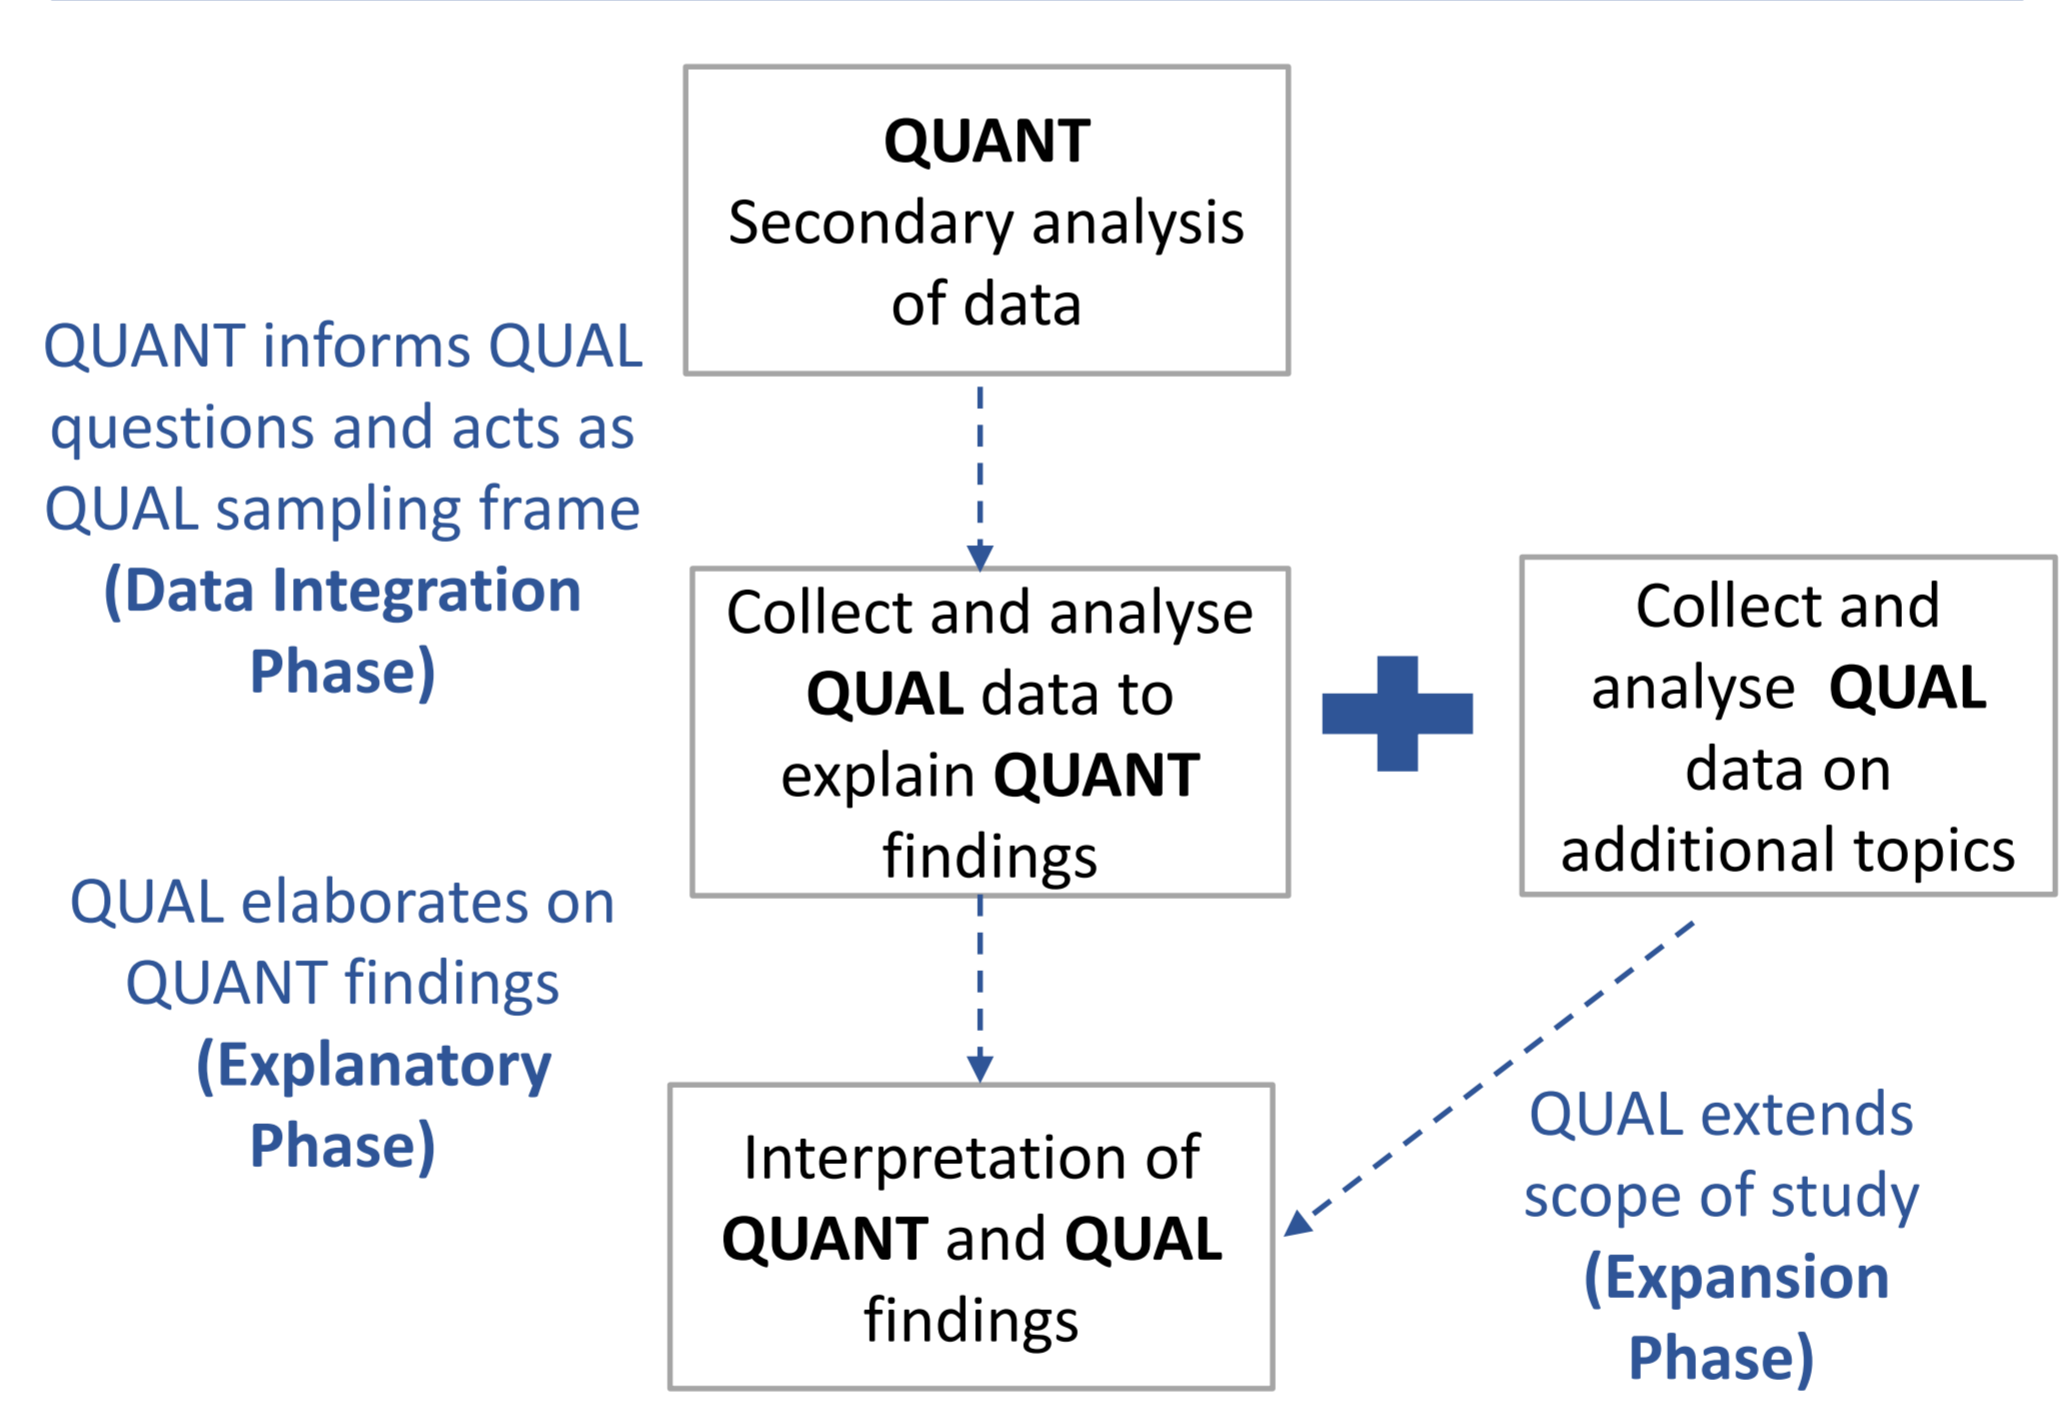 QUANT
Secondary analysis
of data
QUANT informs QUAL
questions and acts as
QUAL sampling frame
(Data Integration
Phase)
Collect and analyse
QUAL data to
explain QUANT
findings
Collect and
analyse QUAL
data on
additional topics
QUAL elaborates on
QUANT findings
(Explanatory
Phase)
Interpretation of
QUANT and QUAL
findings
QUAL extends
scope of study
(Expansion
Phase)